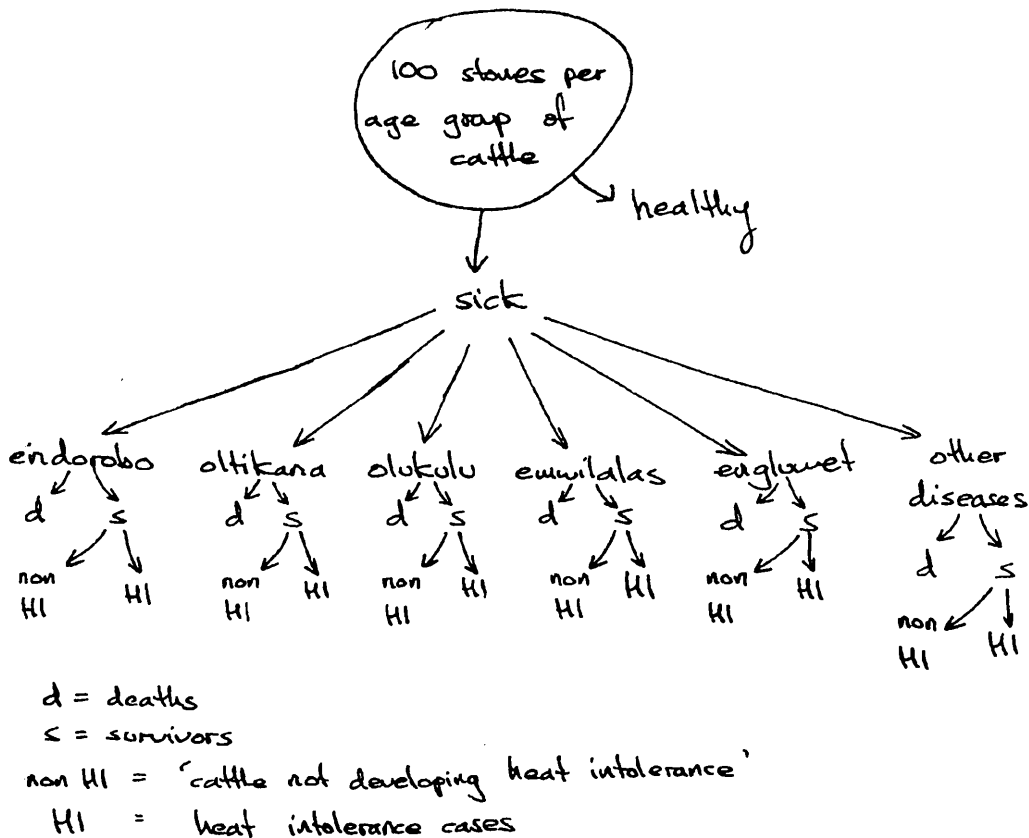 100 stones per
age group of
cattle
healthy
sick
endorobo oltikana olukulu emwilalas engluwet other
diseases
d s d s d s d s d s d s
non HI HI non HI HI non HI HI non HI HI non HI HI non HI HI
d = deaths
s = survivors
non HI = 'cattle not developing heat intolerance'
HI = heat intolerance cases